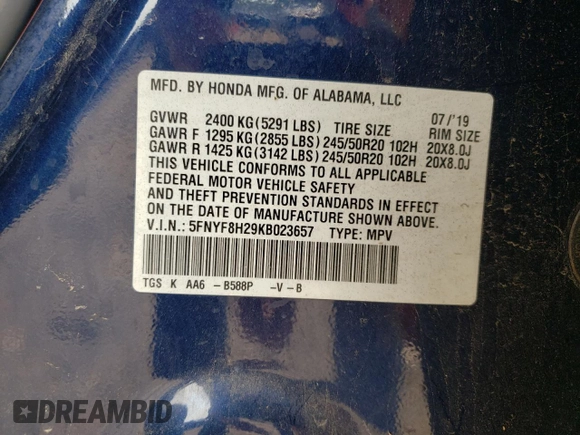 MFD. BY HONDA MFG. OF ALABAMA, LLC
GVWR 2400 KG(5291 LBS) TIRE SIZE 07/'19 RIM SIZE
GAWR F 1295 KG(2855 LBS)245/50R20 102H 20X8.0J
GAWR R 1425 KG(3142 LBS)245/50R20 102H 20X8.0J
THIS VEHICLE CONFORMS TO ALL APPLICABLE
FEDERAL MOTOR VEHICLE SAFETY
AND THEFT PREVENTION STANDARDS IN EFFECT
ON THE DATE OF MANUFACTURE SHOWN ABOVE.
V.I.N.: 5FNYF8H29KB023657 TYPE: MPV
TGS K AA6 -B588P -V-B
DREAMBID